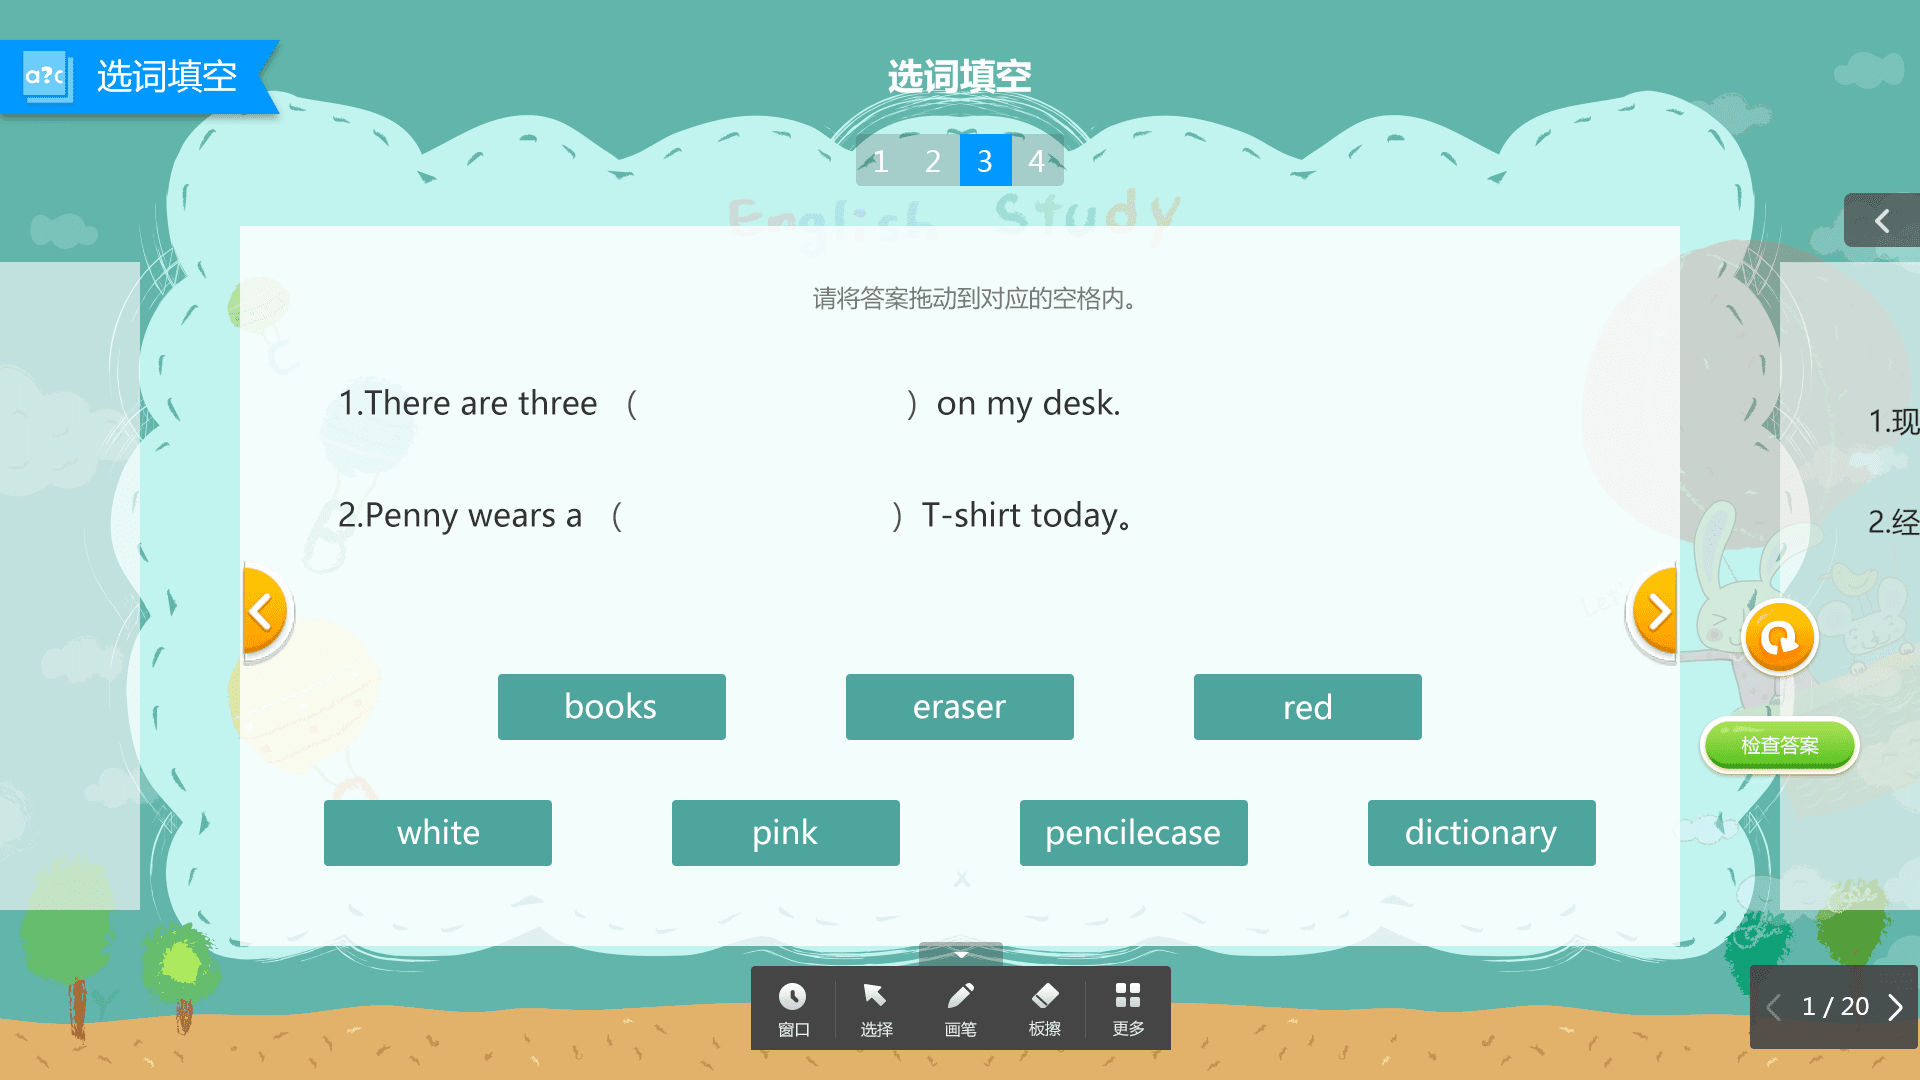 a?c 选词填空
选词填空
1 2 3 4
English Study
请将答案拖动到对应的空格内。
1.There are three （ ）on my desk.
2.Penny wears a （ ）T-shirt today。
1.现
2.经
books eraser red
检查答案
white pink pencilecase dictionary
窗口 选择 画笔 板擦 更多
1 / 20